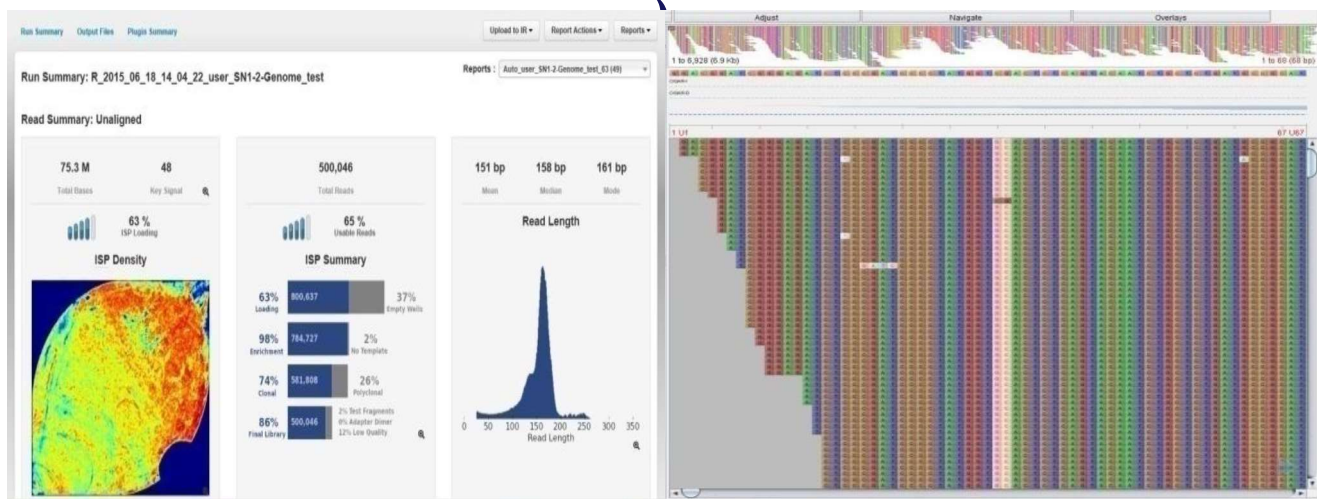 Run Summary Output Files Plugin Summary
Upload to IR ▾ Report Actions ▾ Reports ▾
Run Summary: R_2015_06_18_14_04_22_user_SN1-2-Genome_test
Reports : Auto_user_SN1-2-Genome_test_63 (49)
Read Summary: Unaligned
75.3 M 48
Total Bases Key Signal
63 %
ISP Loading
ISP Density
500,046
Total Reads
65 %
Usable Reads
ISP Summary
63% 800,637 37%
Loading Empty Wells
98% 784,727 2%
Enrichment No Template
74% 581,808 26%
Clonal Polyclonal
86% 500,046
Final Library
2% Test Fragments
0% Adapter Dimer
12% Low Quality
151 bp 158 bp 161 bp
Mean Median Mode
Read Length
0 50 100 150 200 250 300 350
Read Length
Adjust Navigate Overlays
1 to 6,928 (6.9 Kb) 1 to 68 (68 bp)
1 U1 67 U67